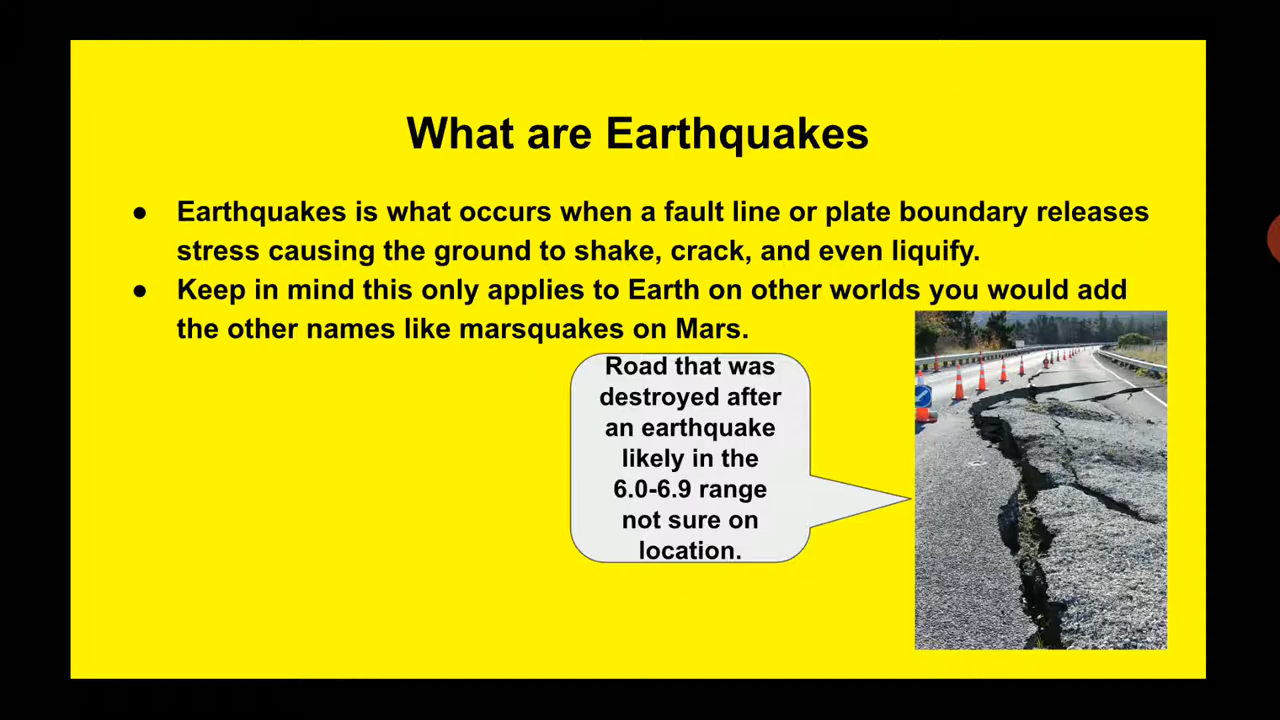 What are Earthquakes
● Earthquakes is what occurs when a fault line or plate boundary releases
stress causing the ground to shake, crack, and even liquify.
● Keep in mind this only applies to Earth on other worlds you would add
the other names like marsquakes on Mars.
Road that was
destroyed after
an earthquake
likely in the
6.0-6.9 range
not sure on
location.